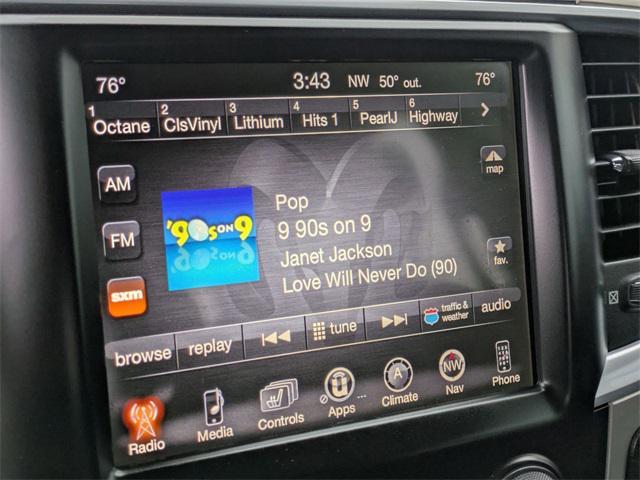 76° 3:43 NW 50° out. 76°
1 Octane 2 ClsVinyl 3 Lithium 4 Hits 1 5 PearlJ 6 Highway
AM
FM
sxm
'90s on 9
Pop
9 90s on 9
Janet Jackson
Love Will Never Do (90)
map
fav.
browse replay tune traffic & weather audio
Radio Media Controls Apps ... A Climate NW Nav Phone